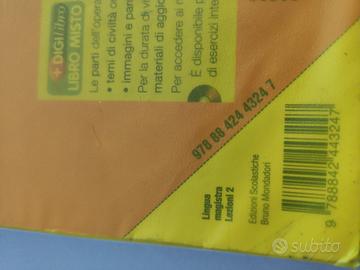 +DIGIlibro
LIBRO MISTO
Le parti dell'opera
• temi di civiltà
• immagini e
Per la durata di
materiali di
Per accedere ai
È disponibile
di esercizi
978 88 424 4324 7
Lingua
magistra
Lezioni 2
Edizioni Scolastiche
Bruno Mondadori
9 788842 443247
subito